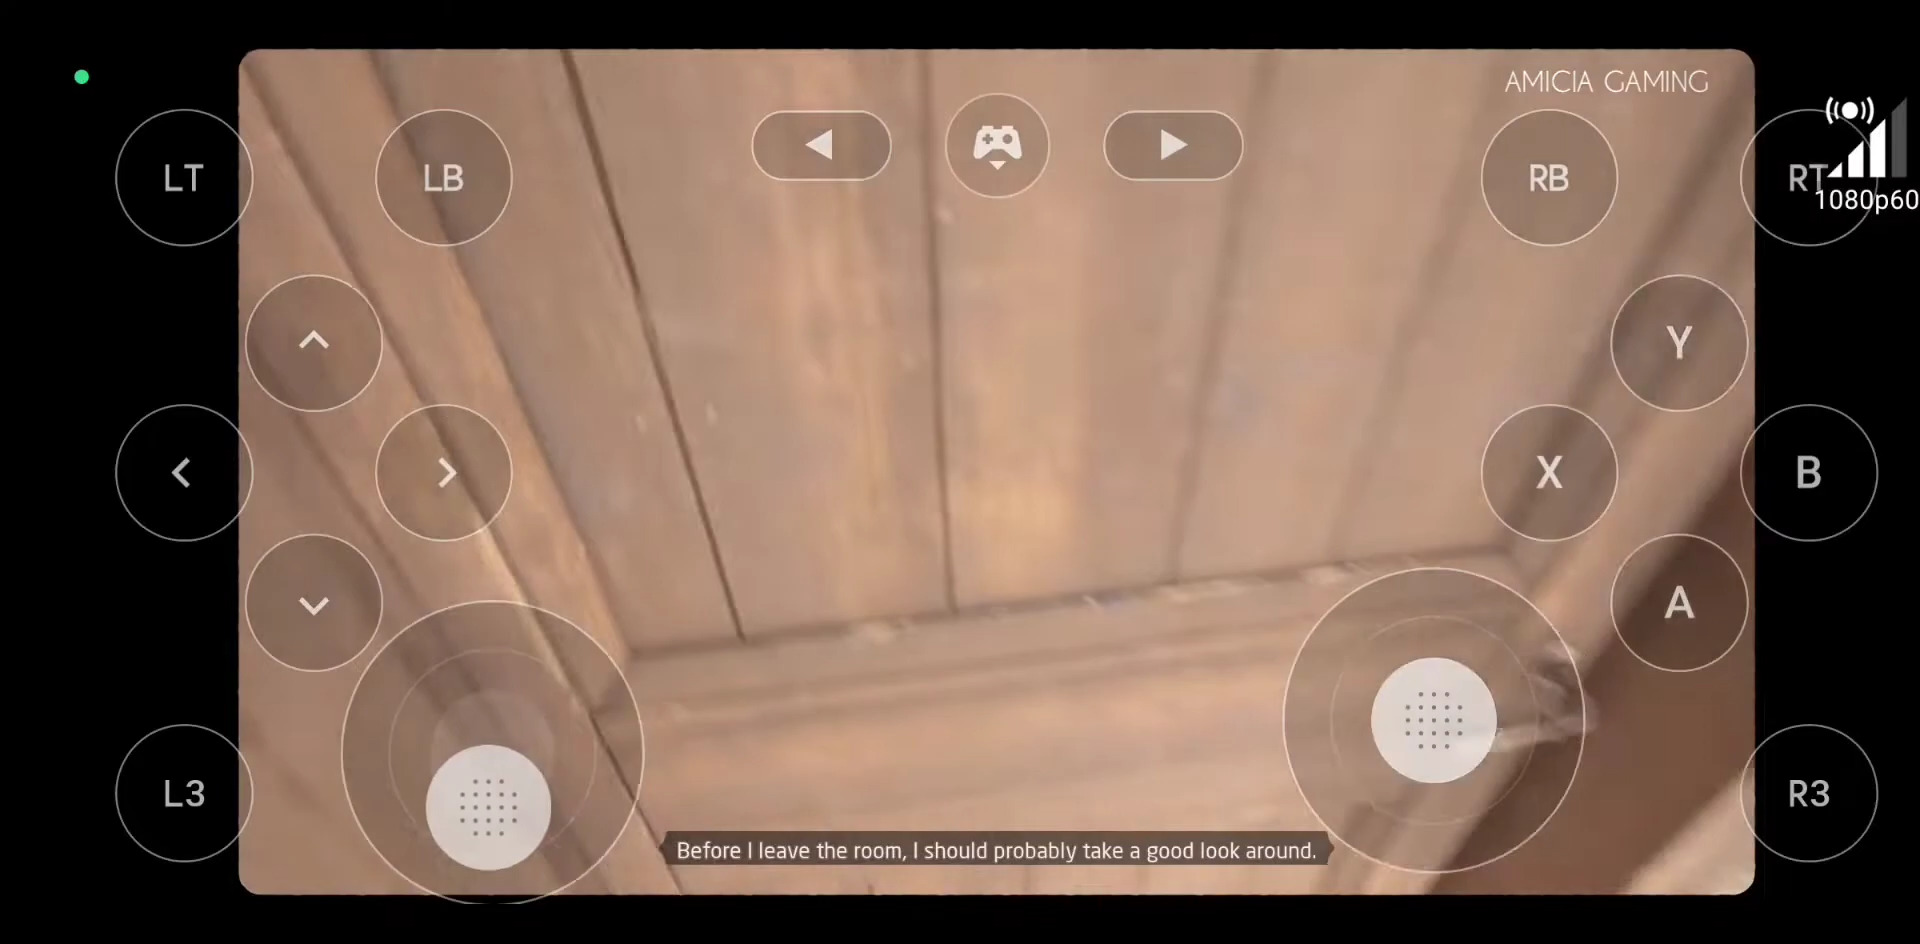 AMICIA GAMING
LT
LB
RB
RT
1080p60
Y
X
B
A
L3
R3
Before I leave the room, I should probably take a good look around.